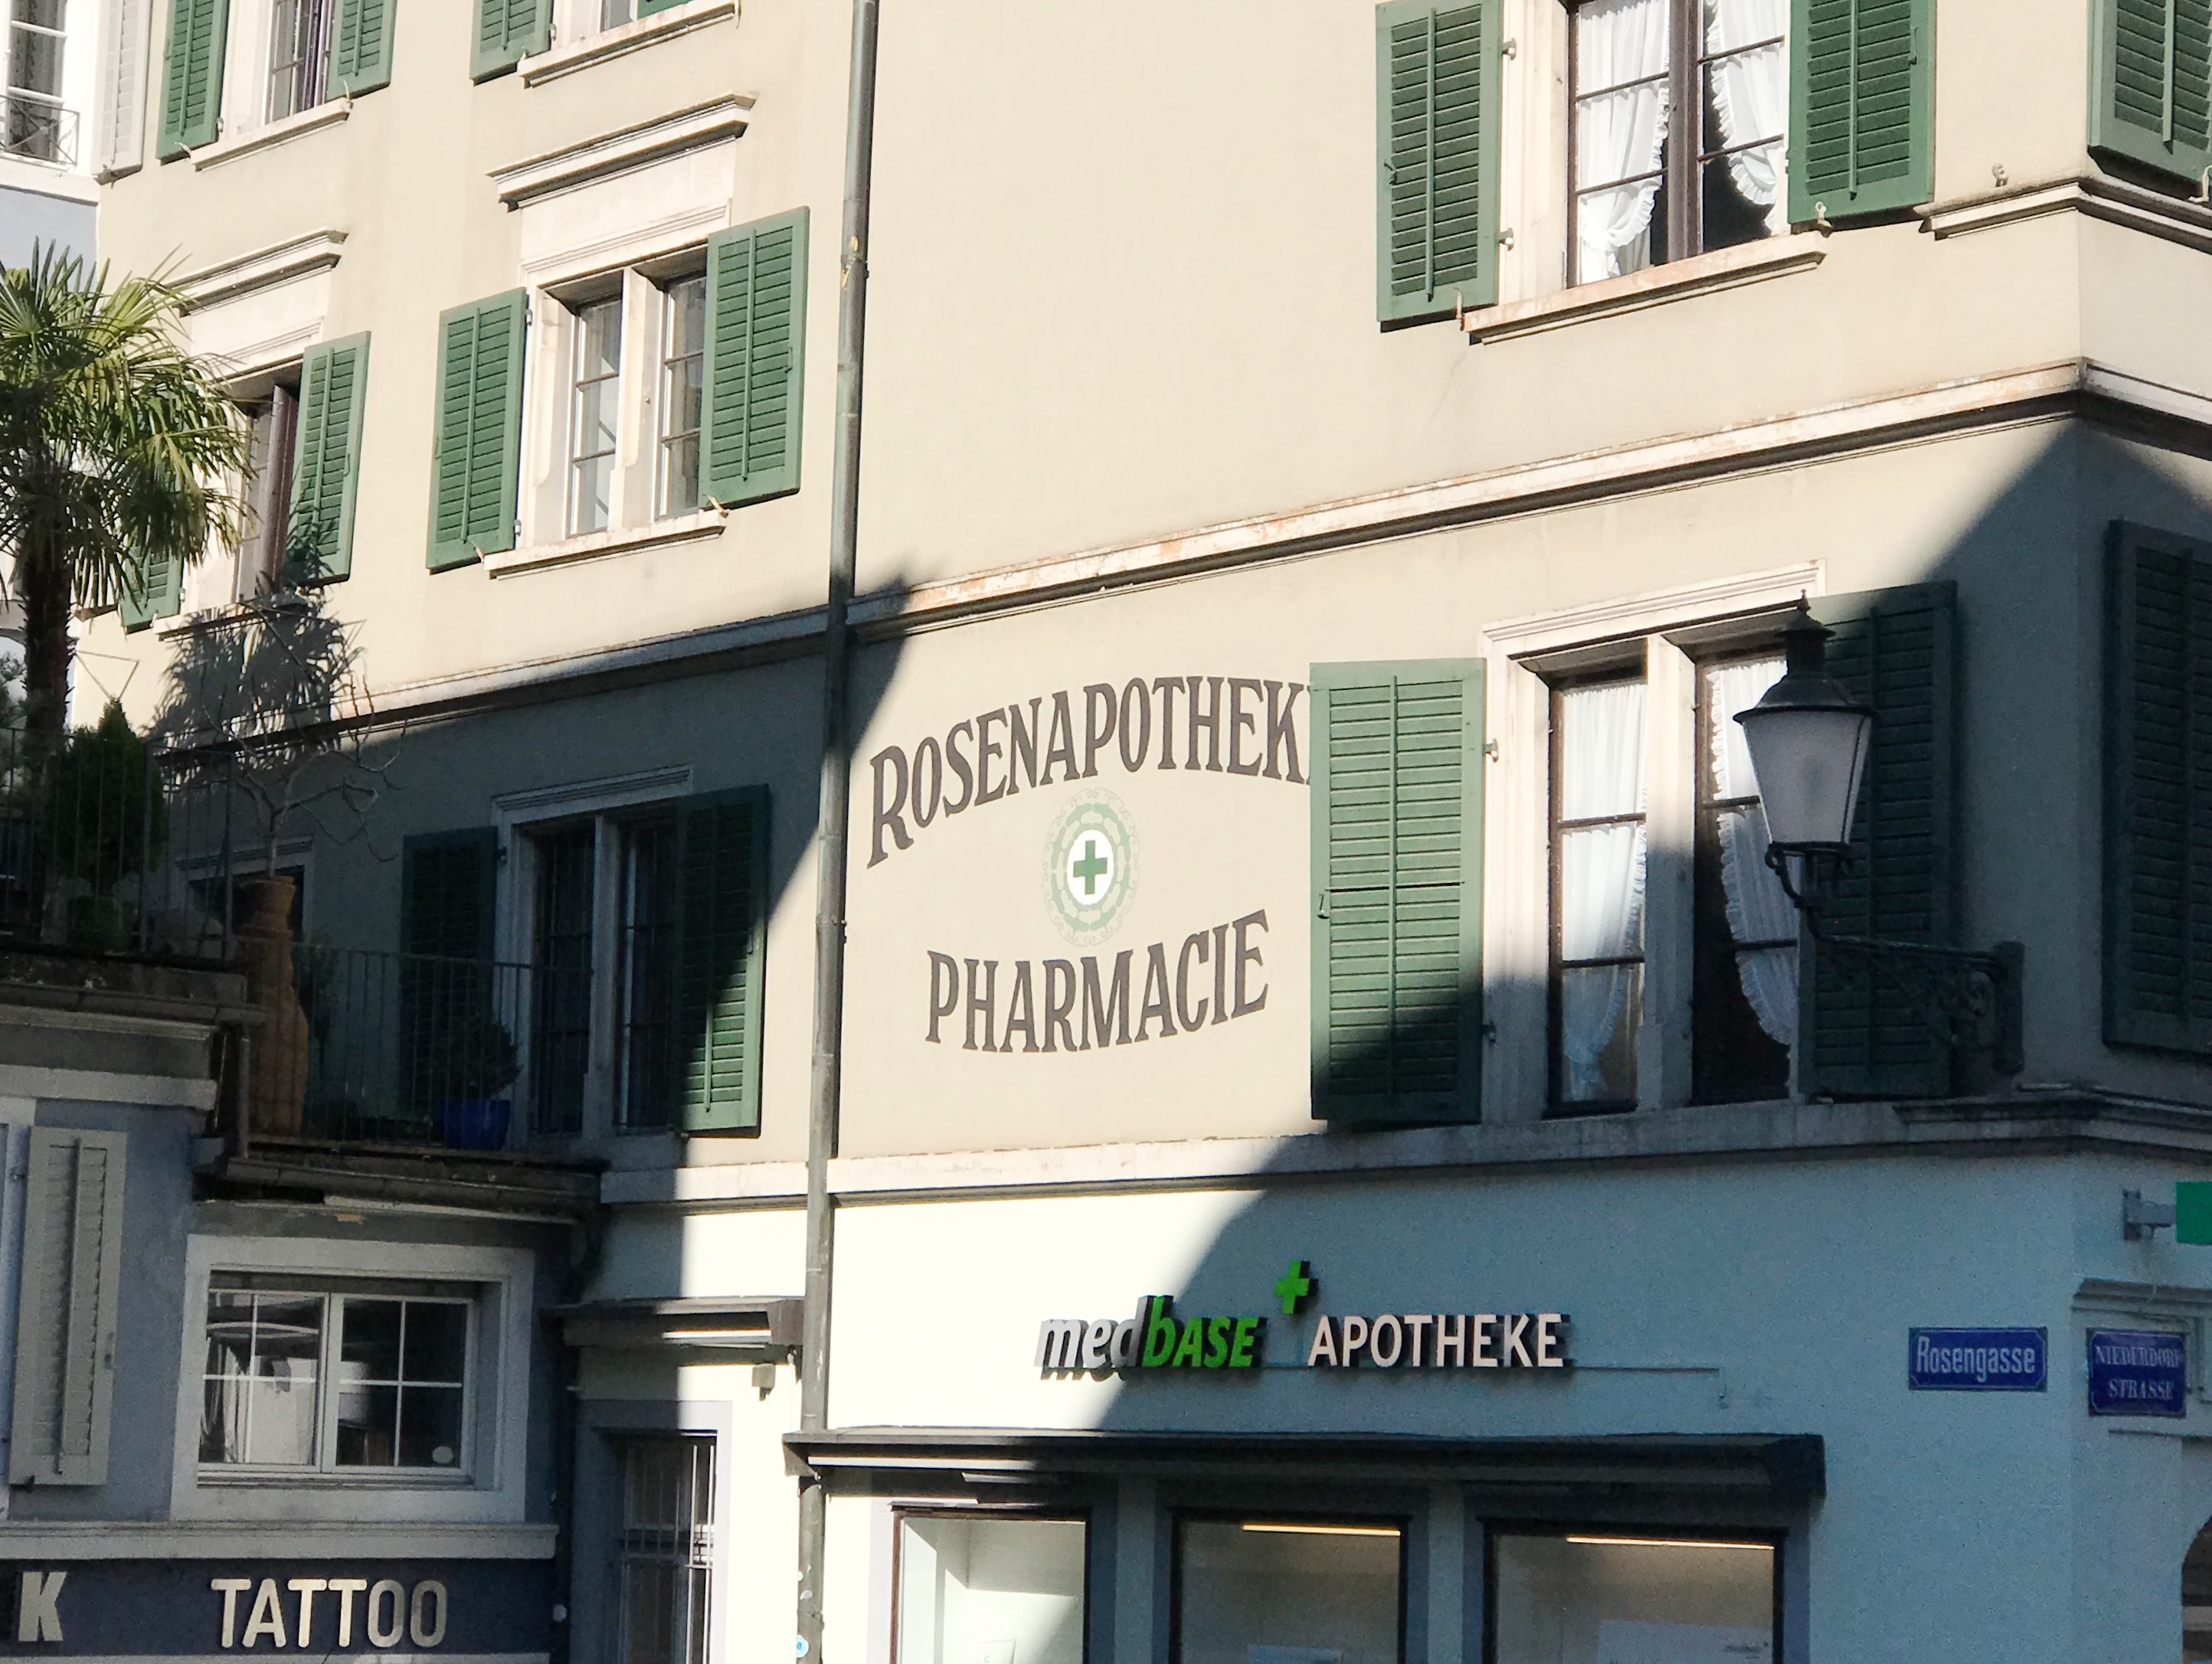 ROSENAPOTHEK
PHARMACIE
medbASE APOTHEKE
Rosengasse
NIEDERDORF
STRASSE
K TATTOO